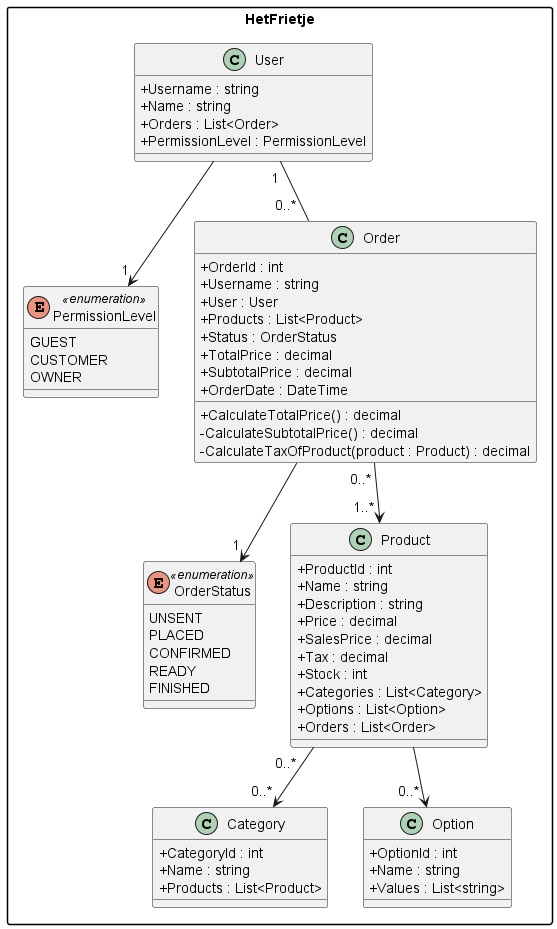 HetFrietje
C User
+Username : string
+Name : string
+Orders : List<Order>
+PermissionLevel : PermissionLevel
1
0..*
1
E «enumeration»
PermissionLevel
GUEST
CUSTOMER
OWNER
C Order
+OrderId : int
+Username : string
+User : User
+Products : List<Product>
+Status : OrderStatus
+TotalPrice : decimal
+SubtotalPrice : decimal
+OrderDate : DateTime
+CalculateTotalPrice() : decimal
-CalculateSubtotalPrice() : decimal
-CalculateTaxOfProduct(product : Product) : decimal
0..*
1..*
1
E «enumeration»
OrderStatus
UNSENT
PLACED
CONFIRMED
READY
FINISHED
C Product
+ProductId : int
+Name : string
+Description : string
+Price : decimal
+SalesPrice : decimal
+Tax : decimal
+Stock : int
+Categories : List<Category>
+Options : List<Option>
+Orders : List<Order>
0..*
0..*
0..*
C Category
+CategoryId : int
+Name : string
+Products : List<Product>
C Option
+OptionId : int
+Name : string
+Values : List<string>